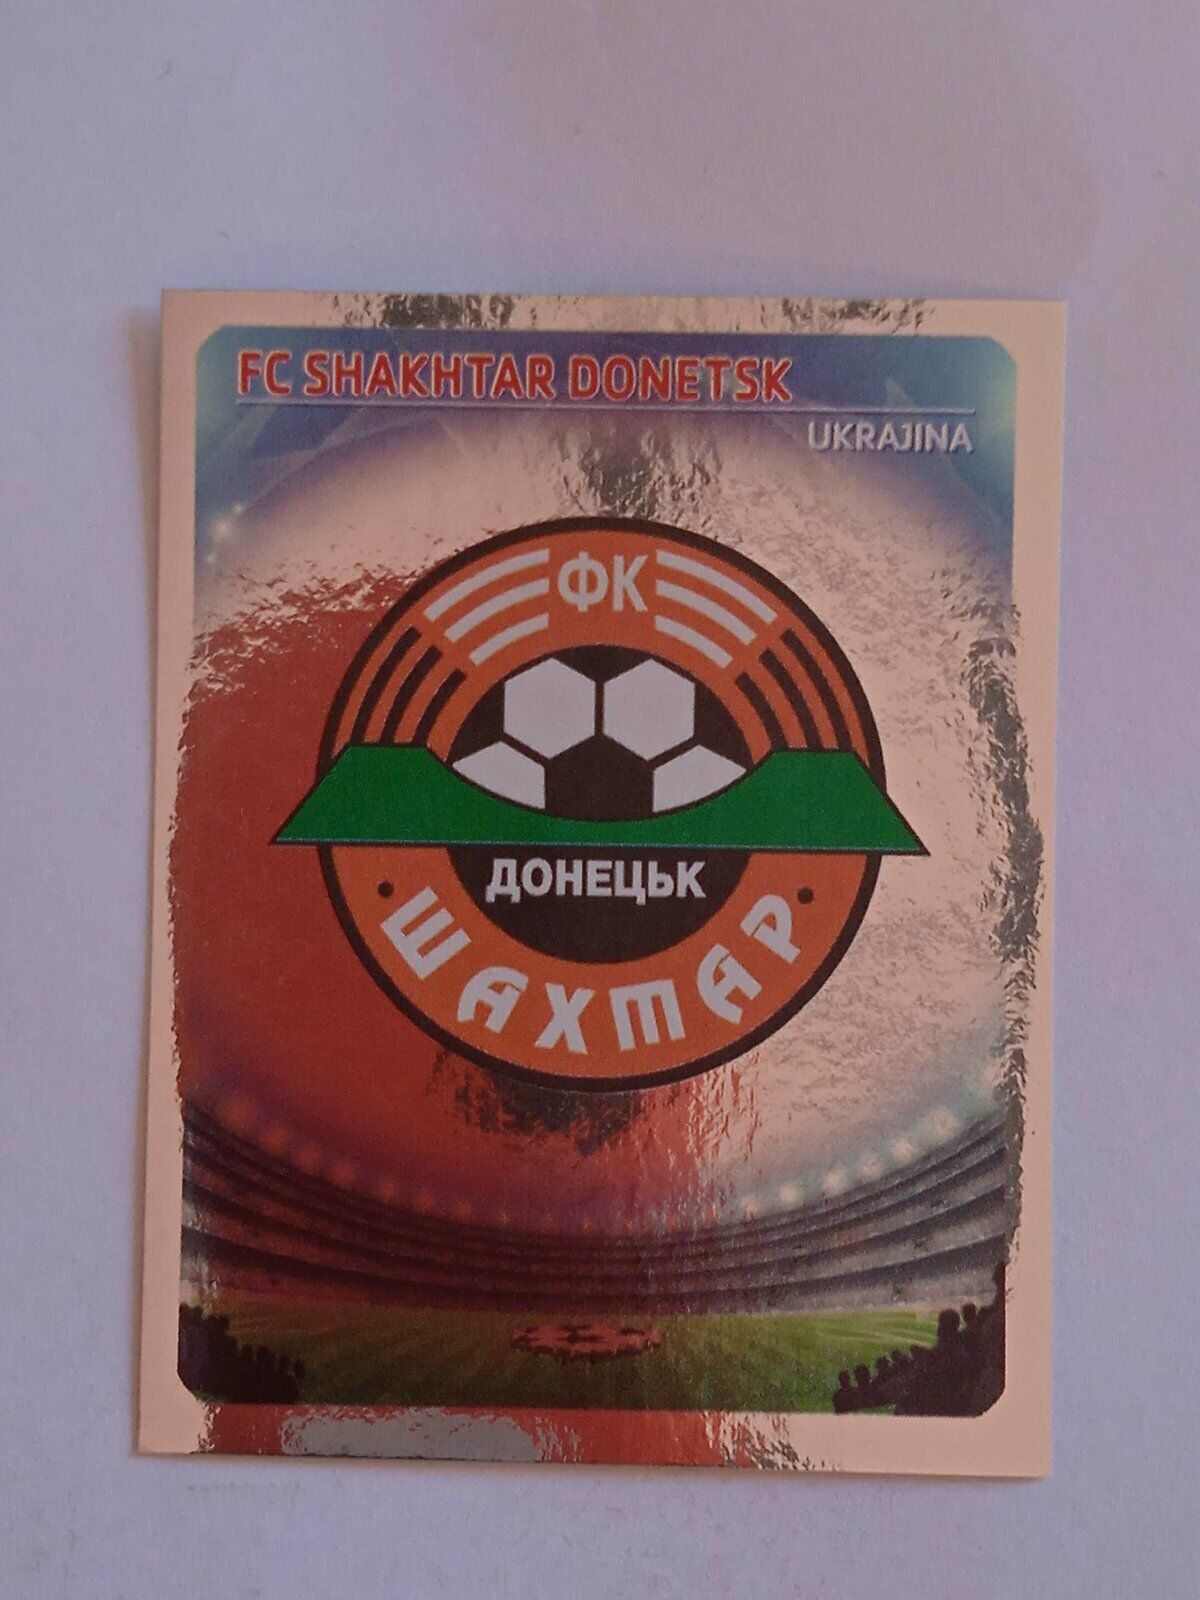 FC SHAKHTAR DONETSK
UKRAJINA
ФК
ДОНЕЦЬК
ШАХТАР